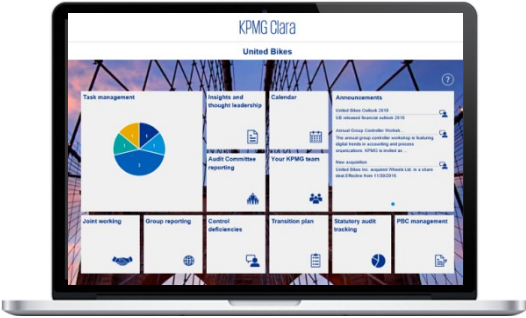 KPMG Clara
United Bikes
?
Task management
Insights and
thought leadership
Calendar
Announcements
United Bikes Outlook 2019
UB released financial outlook 2019
Annual Group Controller Worksh...
The annual group controller workshop is featuring
digital trends in accounting and process
organizations. KPMG is invited as ...
New acquisition
United Bikes Inc. acquired Wheels Ltd. in a share
deal Effective from
Audit Committee
reporting
Your KPMG team
Joint working
Group reporting
Control
deficiencies
Transition plan
Statutory audit
tracking
PBC management